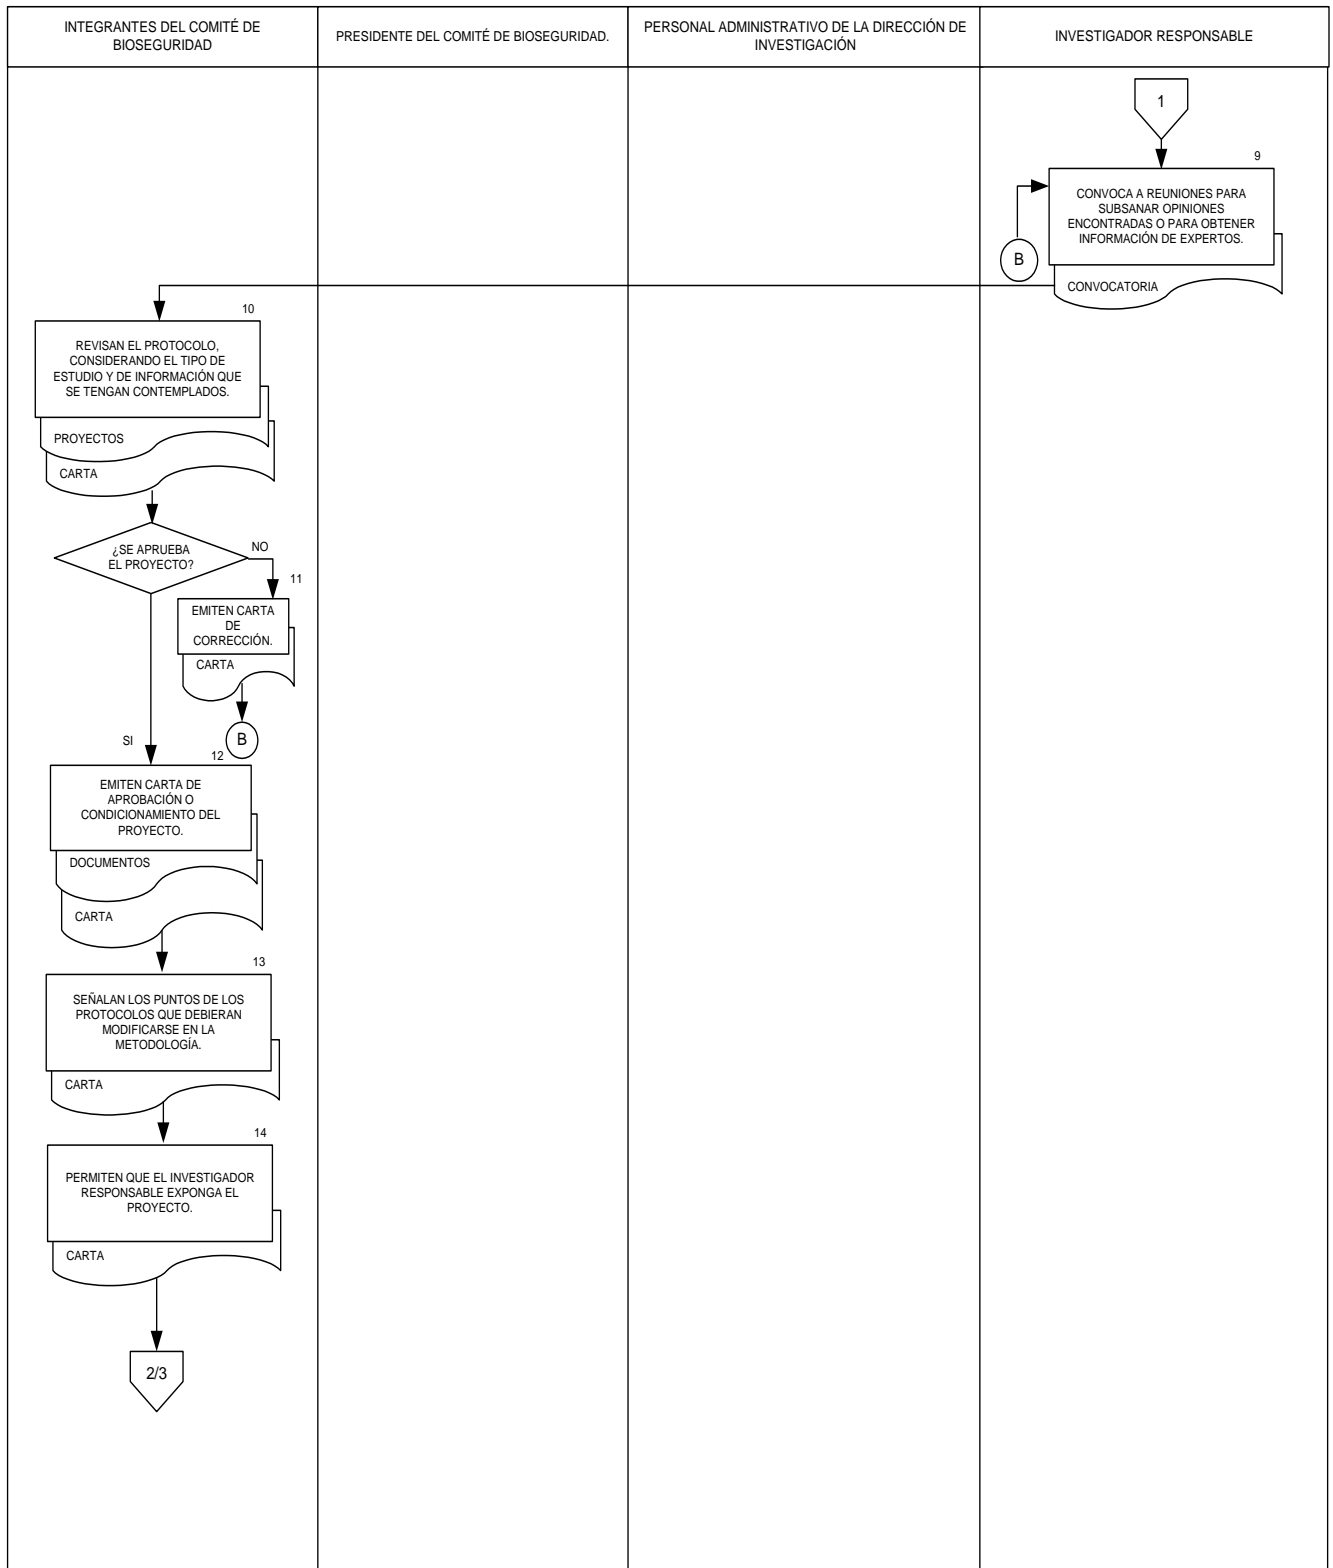 INTEGRANTES DEL COMITÉ DE
BIOSEGURIDAD
PRESIDENTE DEL COMITÉ DE BIOSEGURIDAD.
PERSONAL ADMINISTRATIVO DE LA DIRECCIÓN DE
INVESTIGACIÓN
INVESTIGADOR RESPONSABLE
1
9
CONVOCA A REUNIONES PARA
SUBSANAR OPINIONES
ENCONTRADAS O PARA OBTENER
INFORMACIÓN DE EXPERTOS.
B
CONVOCATORIA
10
REVISAN EL PROTOCOLO,
CONSIDERANDO EL TIPO DE
ESTUDIO Y DE INFORMACIÓN QUE
SE TENGAN CONTEMPLADOS.
PROYECTOS
CARTA
¿SE APRUEBA
EL PROYECTO?
NO
11
EMITEN CARTA
DE
CORRECCIÓN.
CARTA
B
SI
12
EMITEN CARTA DE
APROBACIÓN O
CONDICIONAMIENTO DEL
PROYECTO.
DOCUMENTOS
CARTA
13
SEÑALAN LOS PUNTOS DE LOS
PROTOCOLOS QUE DEBIERAN
MODIFICARSE EN LA
METODOLOGÍA.
CARTA
14
PERMITEN QUE EL INVESTIGADOR
RESPONSABLE EXPONGA EL
PROYECTO.
CARTA
2/3